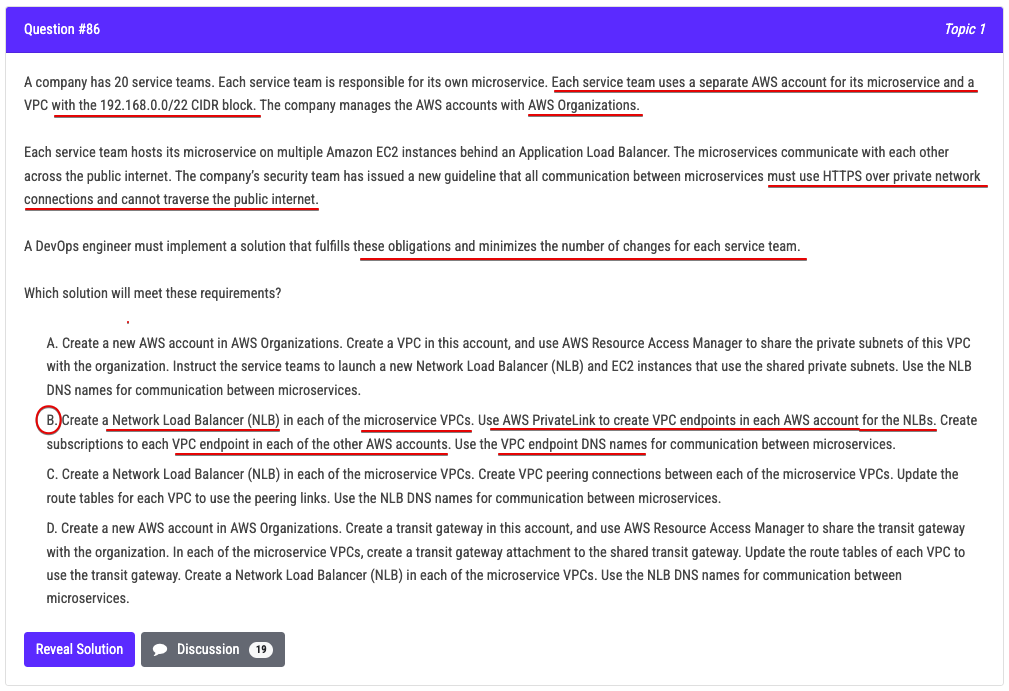 Question #86
Topic 1
A company has 20 service teams. Each service team is responsible for its own microservice. Each service team uses a separate AWS account for its microservice and a
VPC with the 192.168.0.0/22 CIDR block. The company manages the AWS accounts with AWS Organizations.
Each service team hosts its microservice on multiple Amazon EC2 instances behind an Application Load Balancer. The microservices communicate with each other
across the public internet. The company's security team has issued a new guideline that all communication between microservices must use HTTPS over private network
connections and cannot traverse the public internet.
A DevOps engineer must implement a solution that fulfills these obligations and minimizes the number of changes for each service team.
Which solution will meet these requirements?
A. Create a new AWS account in AWS Organizations. Create a VPC in this account, and use AWS Resource Access Manager to share the private subnets of this VPC
with the organization. Instruct the service teams to launch a new Network Load Balancer (NLB) and EC2 instances that use the shared private subnets. Use the NLB
DNS names for communication between microservices.
B. Create a Network Load Balancer (NLB) in each of the microservice VPCs. Use AWS PrivateLink to create VPC endpoints in each AWS account for the NLBs. Create
subscriptions to each VPC endpoint in each of the other AWS accounts. Use the VPC endpoint DNS names for communication between microservices.
C. Create a Network Load Balancer (NLB) in each of the microservice VPCs. Create VPC peering connections between each of the microservice VPCs. Update the
route tables for each VPC to use the peering links. Use the NLB DNS names for communication between microservices.
D. Create a new AWS account in AWS Organizations. Create a transit gateway in this account, and use AWS Resource Access Manager to share the transit gateway
with the organization. In each of the microservice VPCs, create a transit gateway attachment to the shared transit gateway. Update the route tables of each VPC to
use the transit gateway. Create a Network Load Balancer (NLB) in each of the microservice VPCs. Use the NLB DNS names for communication between
microservices.
Reveal Solution
Discussion 19